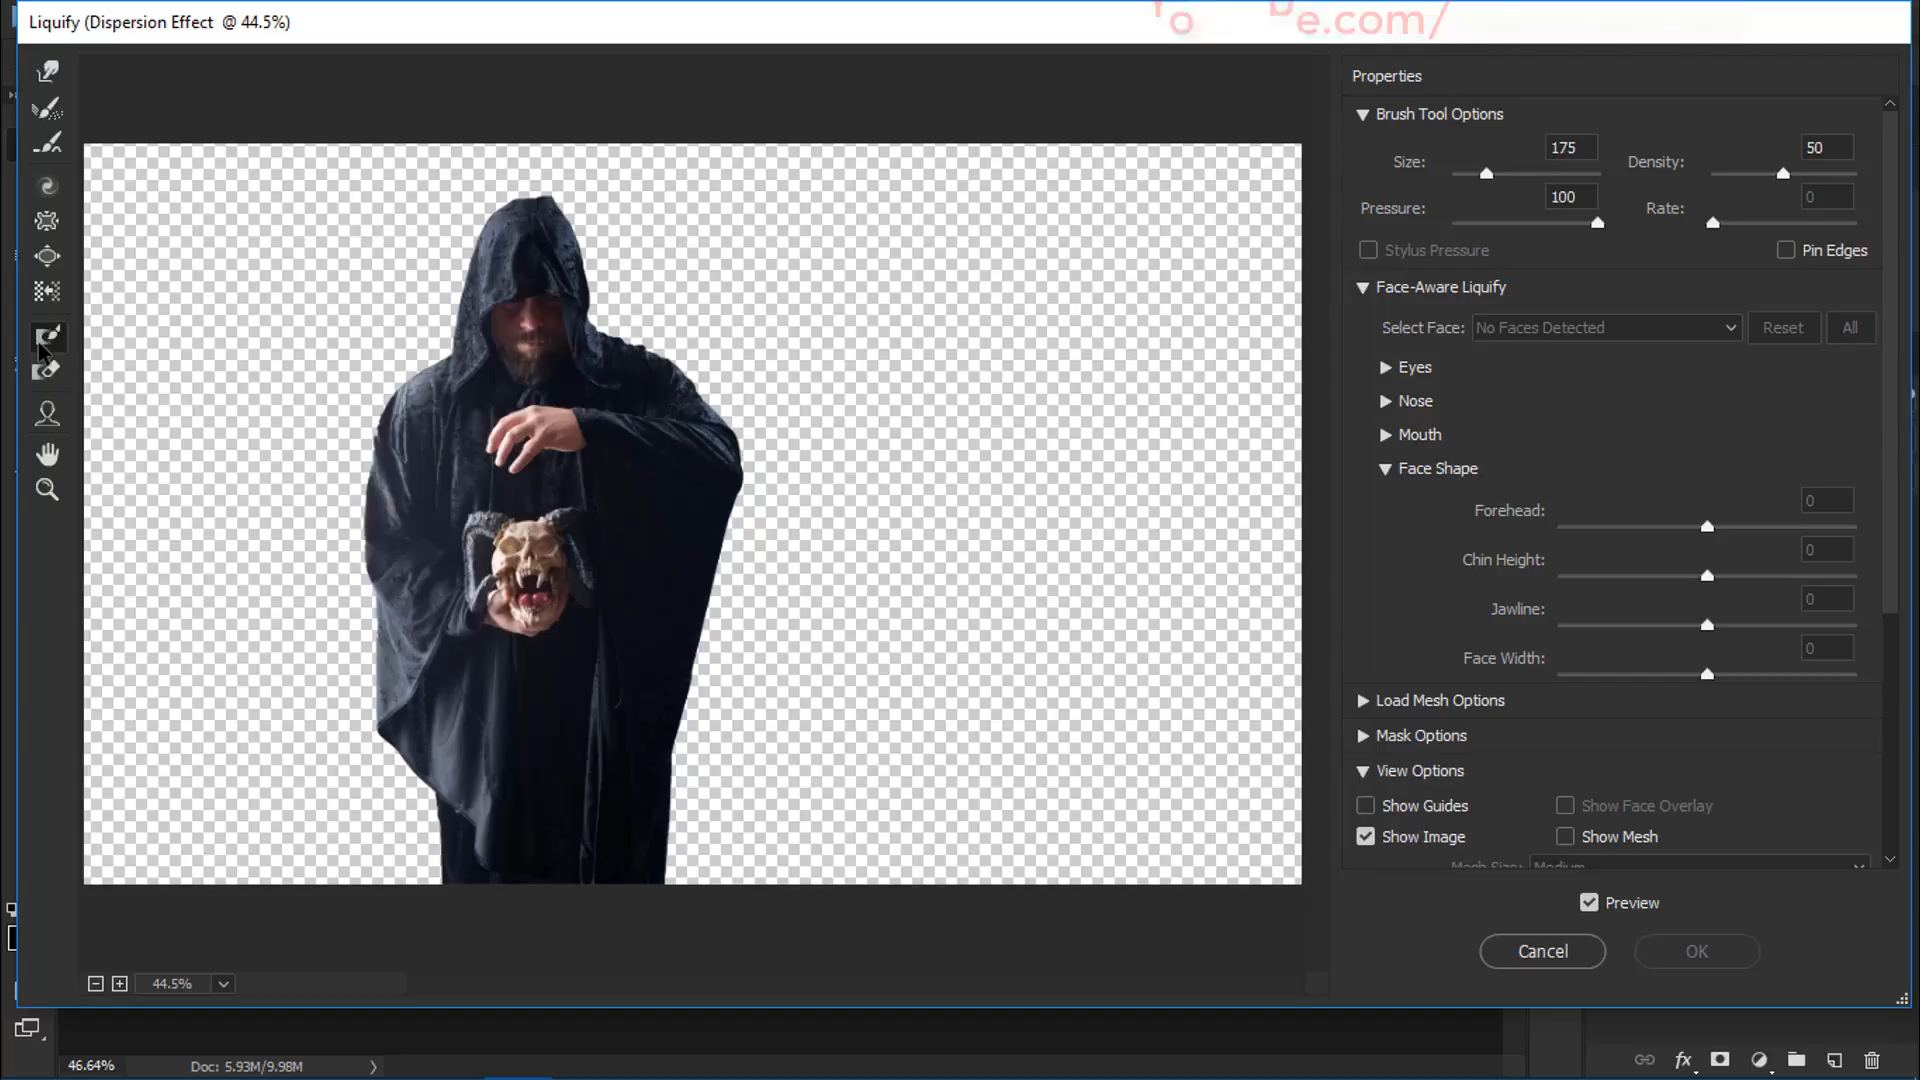 Liquify (Dispersion Effect @ 44.5%)
be.com/
Properties
Brush Tool Options
Size: 175 Density: 50
Pressure: 100 Rate: 0
Stylus Pressure Pin Edges
Face-Aware Liquify
Select Face: No Faces Detected Reset All
Eyes
Nose
Mouth
Face Shape
Forehead: 0
Chin Height: 0
Jawline: 0
Face Width: 0
Load Mesh Options
Mask Options
View Options
Show Guides Show Face Overlay
Show Image Show Mesh
Mesh Size: Medium
Preview
Cancel OK
44.5%
46.64% Doc: 5.93M/9.98M
fx